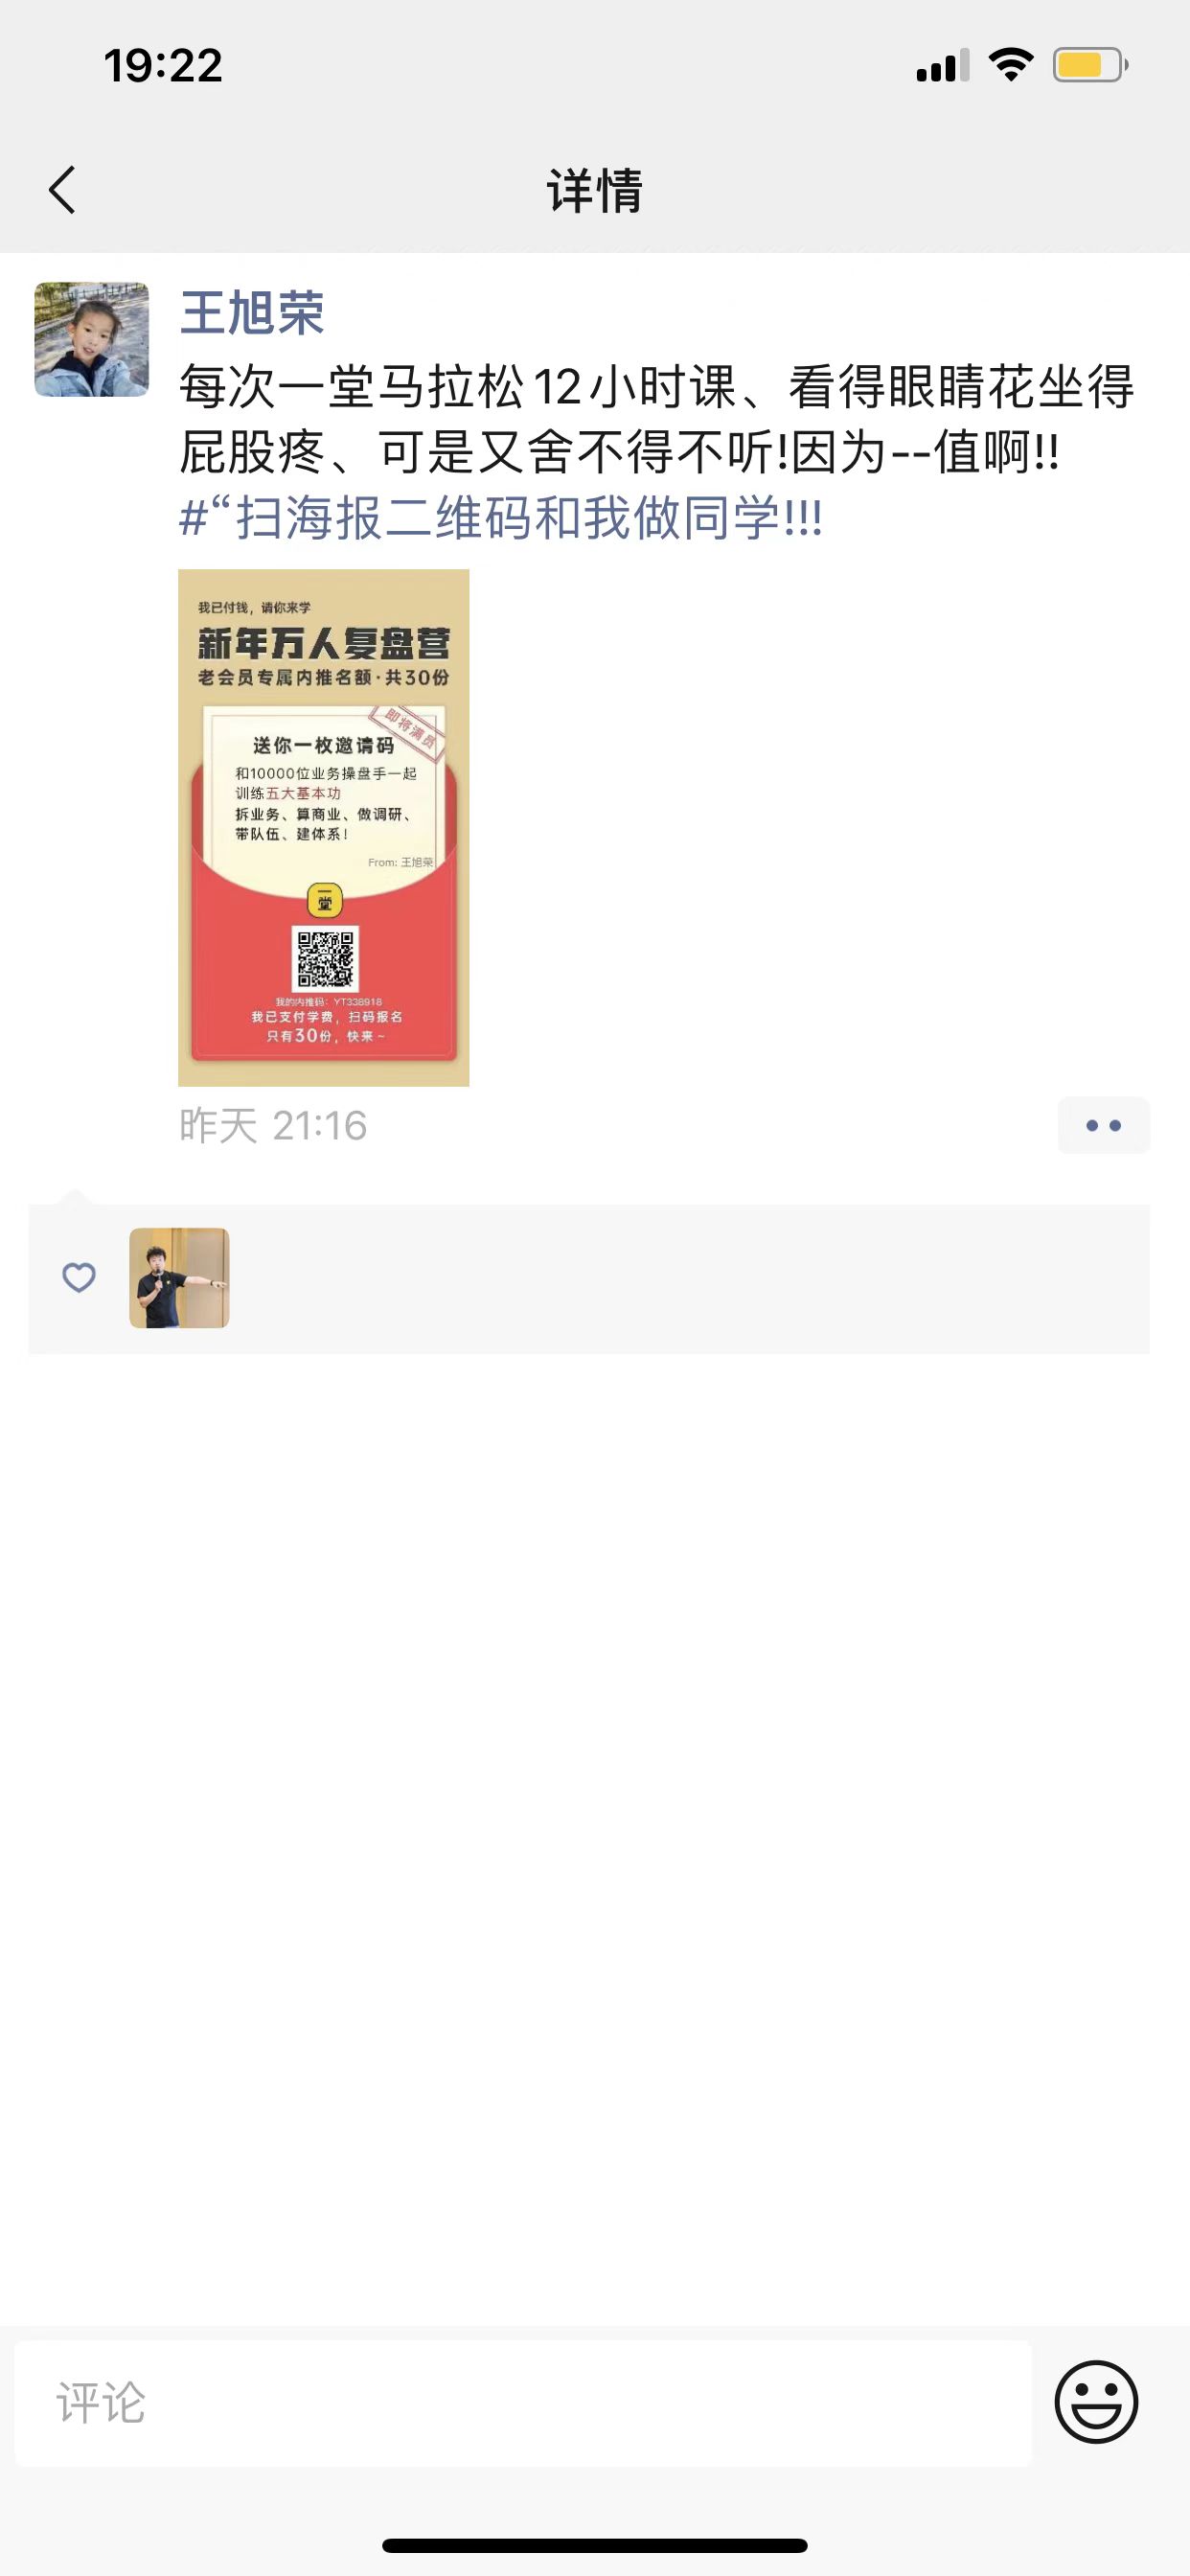 19:22
详情
王旭荣
每次一堂马拉松12小时课、看得眼睛花坐得
屁股疼、可是又舍不得不听!因为--值啊!!
#“扫海报二维码和我做同学!!!
我已付钱，请你来学
新年万人复盘营
老会员专属内推名额·共30份
即将满员
送你一枚邀请码
和10000位业务操盘手一起
训练五大基本功
拆业务、算商业、做调研、
带队伍、建体系！
From: 王旭荣
一堂
我的内推码：YT338918
我已支付学费，扫码报名
只有30份，快来~
昨天 21:16
评论